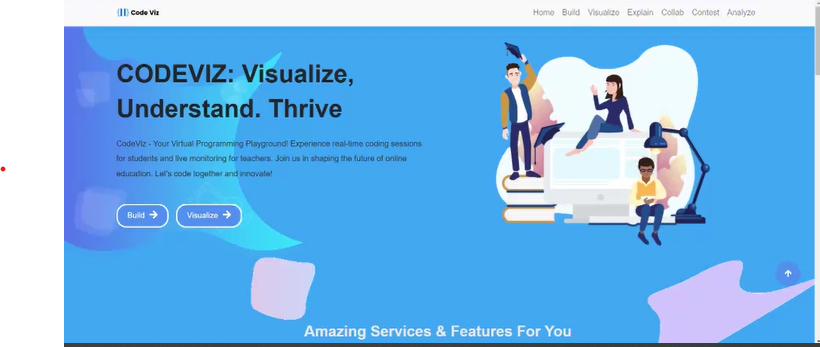 Code Viz
Home Build Visualize Explain Collab Contest Analyze
CODEVIZ: Visualize,
Understand. Thrive
CodeViz - Your Virtual Programming Playground! Experience real-time coding sessions
for students and live monitoring for teachers. Join us in shaping the future of online
education. Let's code together and innovate!
Build Visualize
Amazing Services & Features For You